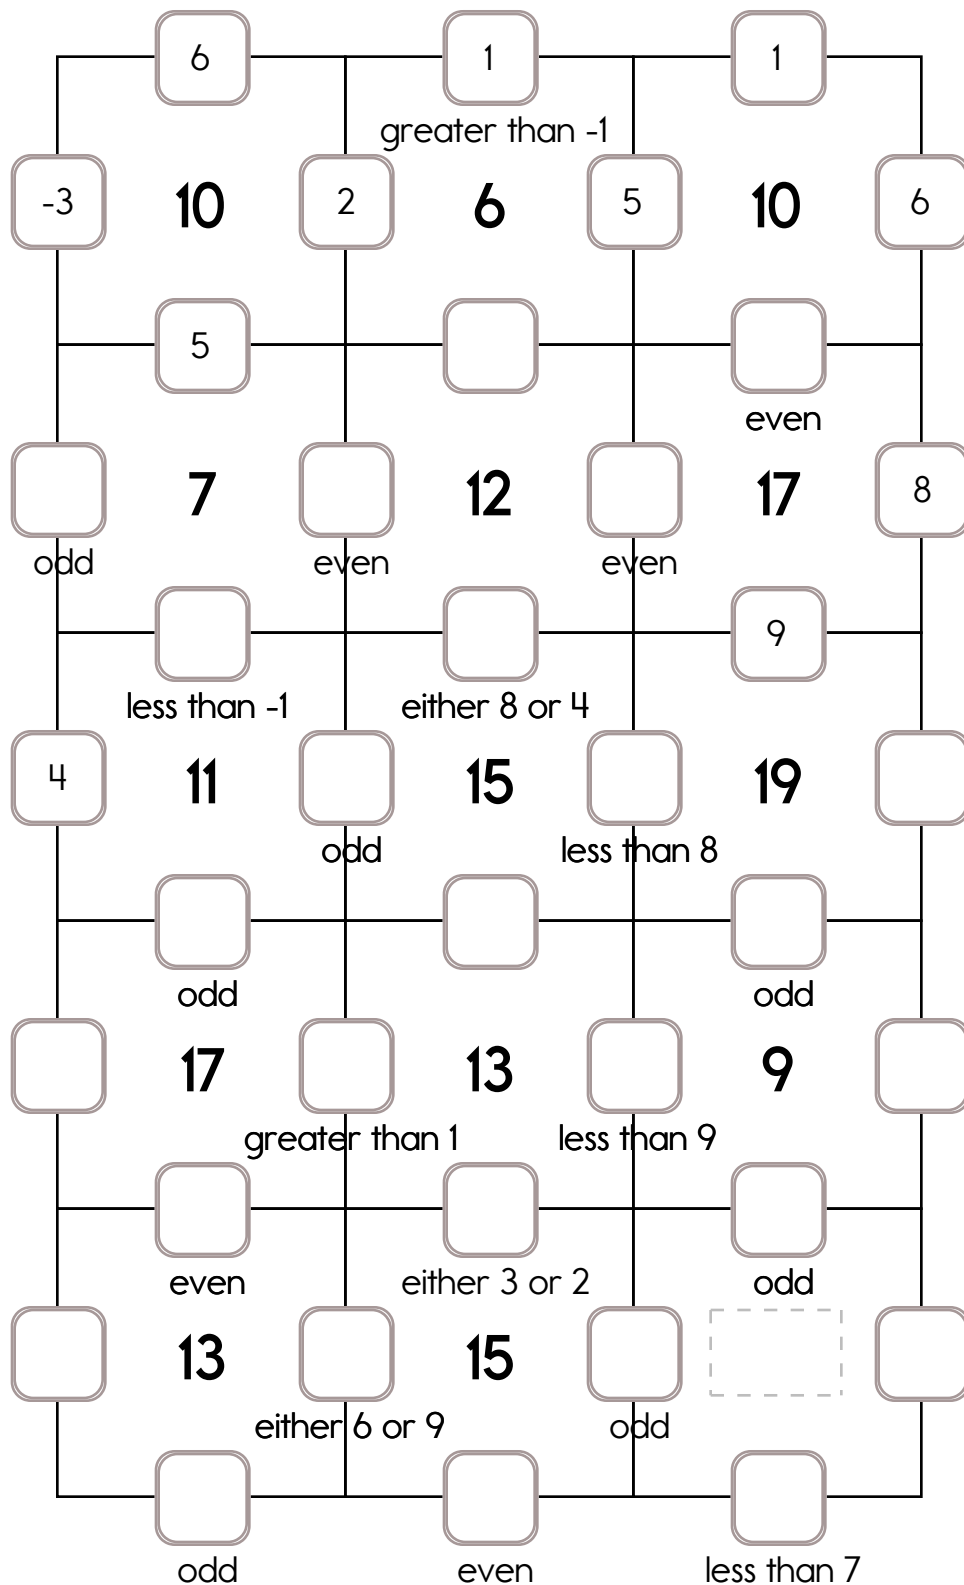 6 1 1
greater than -1
-3 10 2 6 5 10 6
5
even
7 12 17 8
odd even even
9
less than -1 either 8 or 4
4 11 15 19
odd less than 8
odd odd
17 13 9
greater than 1 less than 9
even either 3 or 2 odd
13 15
either 6 or 9 odd
odd even less than 7